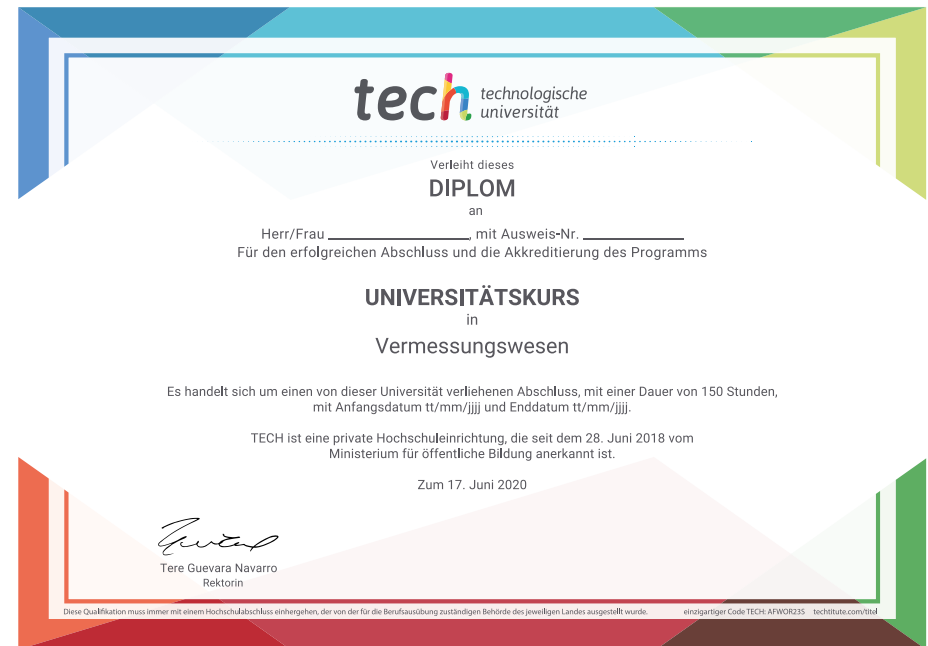 tech technologische
universität
Verleiht dieses
DIPLOM
an
Herr/Frau ____________________, mit Ausweis-Nr. ______________
Für den erfolgreichen Abschluss und die Akkreditierung des Programms
UNIVERSITÄTSKURS
in
Vermessungswesen
Es handelt sich um einen von dieser Universität verliehenen Abschluss, mit einer Dauer von 150 Stunden,
mit Anfangsdatum tt/mm/jjjj und Enddatum tt/mm/jjjj.
TECH ist eine private Hochschuleinrichtung, die seit dem 28. Juni 2018 vom
Ministerium für öffentliche Bildung anerkannt ist.
Zum 17. Juni 2020
Tere Guevara Navarro
Rektorin
Diese Qualifikation muss immer mit einem Hochschulabschluss einhergehen, der von der für die Berufsausübung zuständigen Behörde des jeweiligen Landes ausgestellt wurde. einzigartiger Code TECH: AFWOR23S techtitute.com/titel